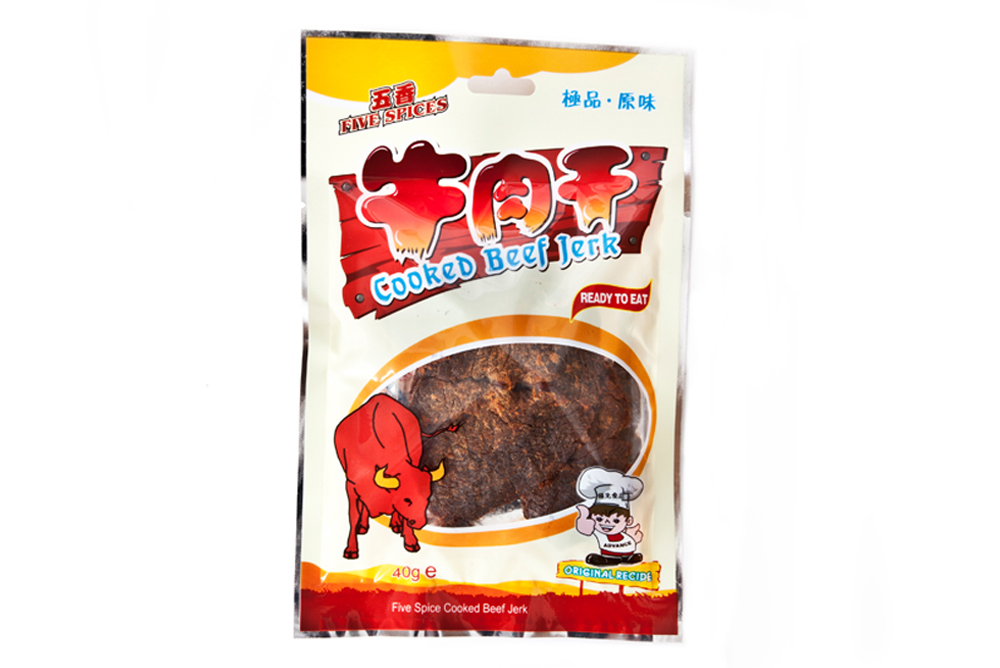 五香
FIVE SPICES
極品·原味
牛肉干
Cooked Beef Jerk
READY TO EAT
ADVANCE
ORIGINAL RECIPE
40g e
Five Spice Cooked Beef Jerk